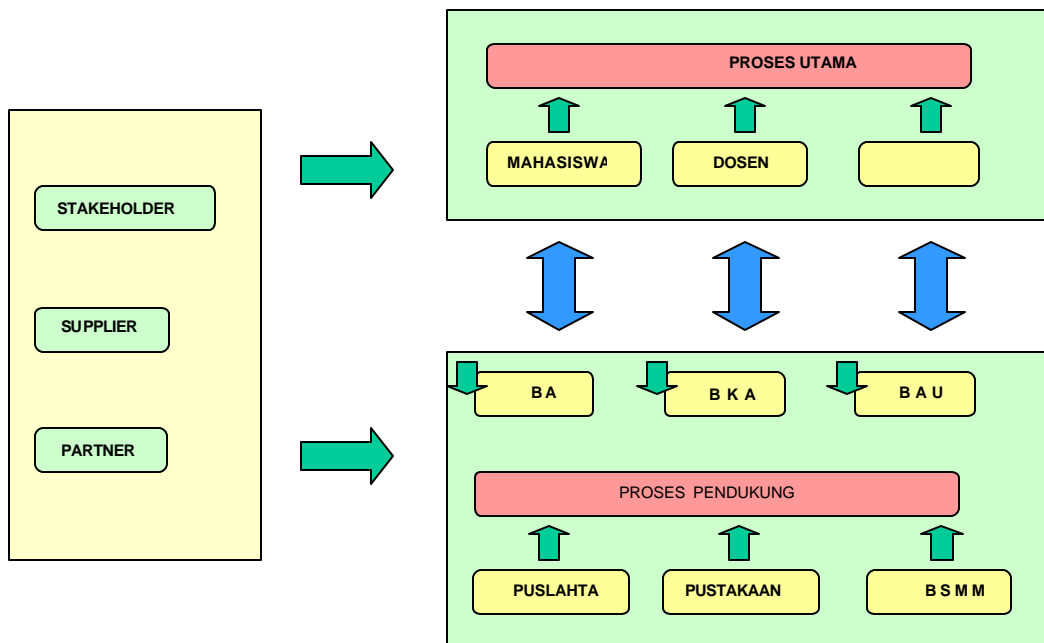 PROSES UTAMA
MAHASISWA
DOSEN
STAKEHOLDER
SUPPLIER
PARTNER
BA
B K A
B A U
PROSES PENDUKUNG
PUSLAHTA
PUSTAKAAN
B S M M